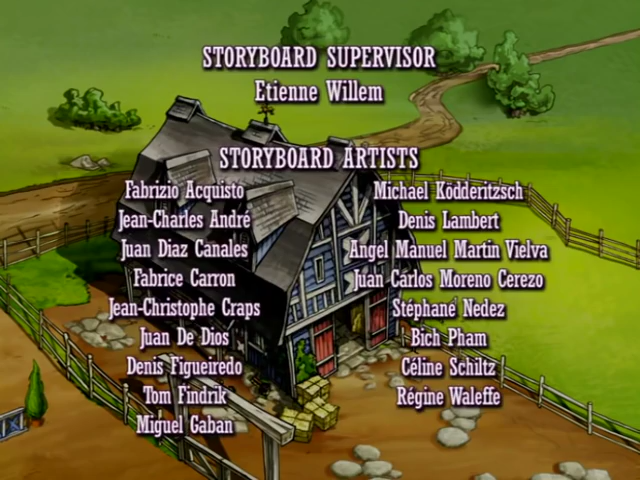 STORYBOARD SUPERVISOR
Etienne Willem
STORYBOARD ARTISTS
Fabrizio Acquisto
Jean-Charles André
Juan Diaz Canales
Fabrice Carron
Jean-Christophe Craps
Juan De Dios
Denis Figueiredo
Tom Findrik
Miguel Gaban
Michael Ködderitzsch
Denis Lambert
Angel Manuel Martin Vielva
Juan Carlos Moreno Cerezo
Stéphane Nedez
Bich Pham
Céline Schiltz
Régine Waleffe